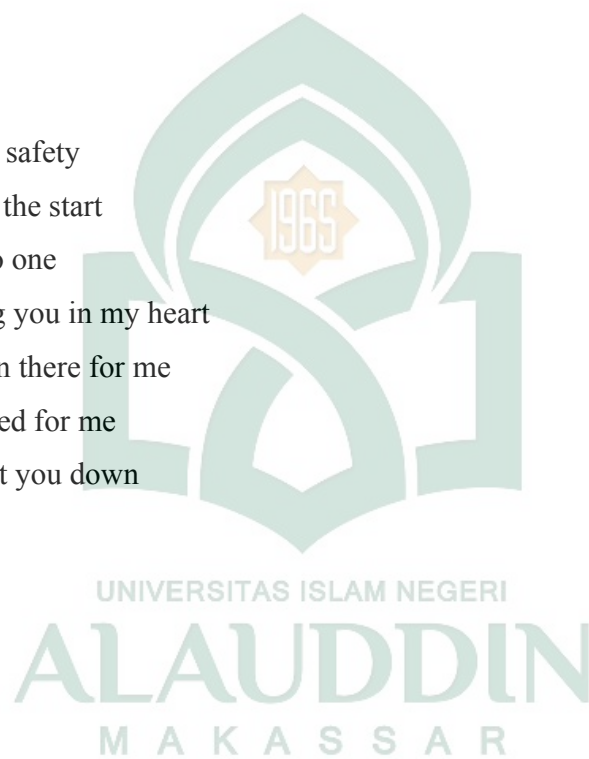 safety
the start
one
you in my heart
there for me
for me
you down
1965
UNIVERSITAS ISLAM NEGERI
ALAUDDIN
MAKASSAR